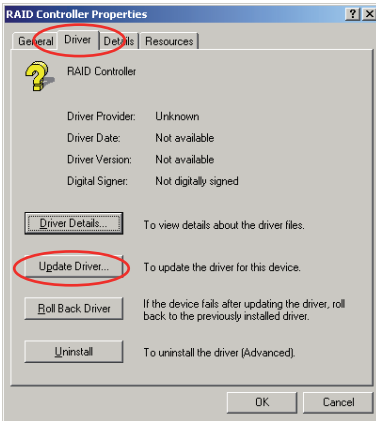 RAID Controller Properties
General Driver Details Resources
RAID Controller
Driver Provider: Unknown
Driver Date: Not available
Driver Version: Not available
Digital Signer: Not digitally signed
Driver Details... To view details about the driver files.
Update Driver... To update the driver for this device.
Roll Back Driver If the device fails after updating the driver, roll
back to the previously installed driver.
Uninstall To uninstall the driver (Advanced).
OK Cancel